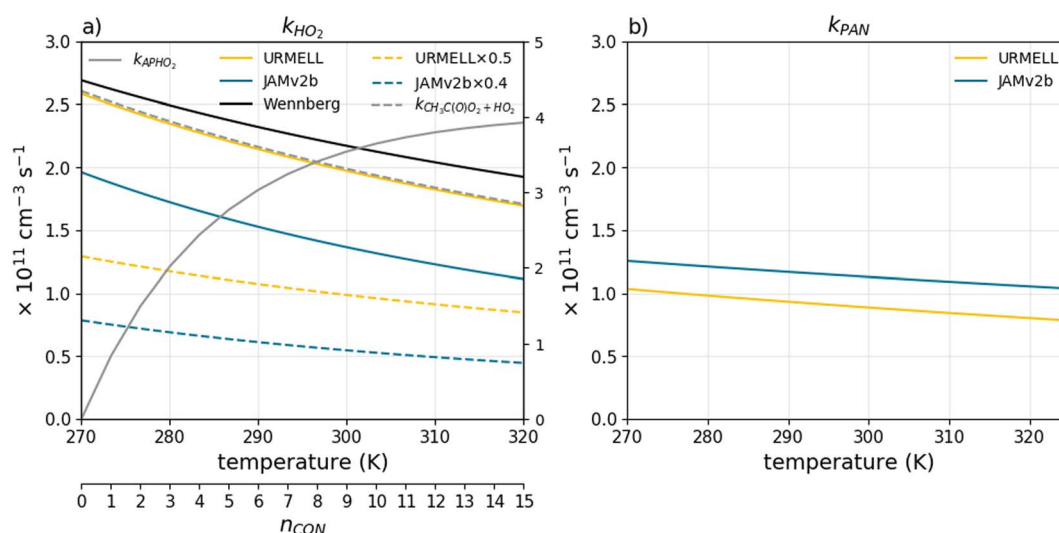 a) k_HO₂
k_APHO₂
URMELL
JAMv2b
Wennberg
URMELL×0.5
JAMv2b×0.4
k_CH₃C(O)O₂+HO₂
× 10¹¹ cm⁻³ s⁻¹
3.0
2.5
2.0
1.5
1.0
0.5
0.0
5
4
3
2
1
0
270 280 290 300 310 320
temperature (K)
0 1 2 3 4 5 6 7 8 9 10 11 12 13 14 15
n_CON
b) k_PAN
URMELL
JAMv2b
× 10¹¹ cm⁻³ s⁻¹
3.0
2.5
2.0
1.5
1.0
0.5
0.0
270 280 290 300 310 320
temperature (K)